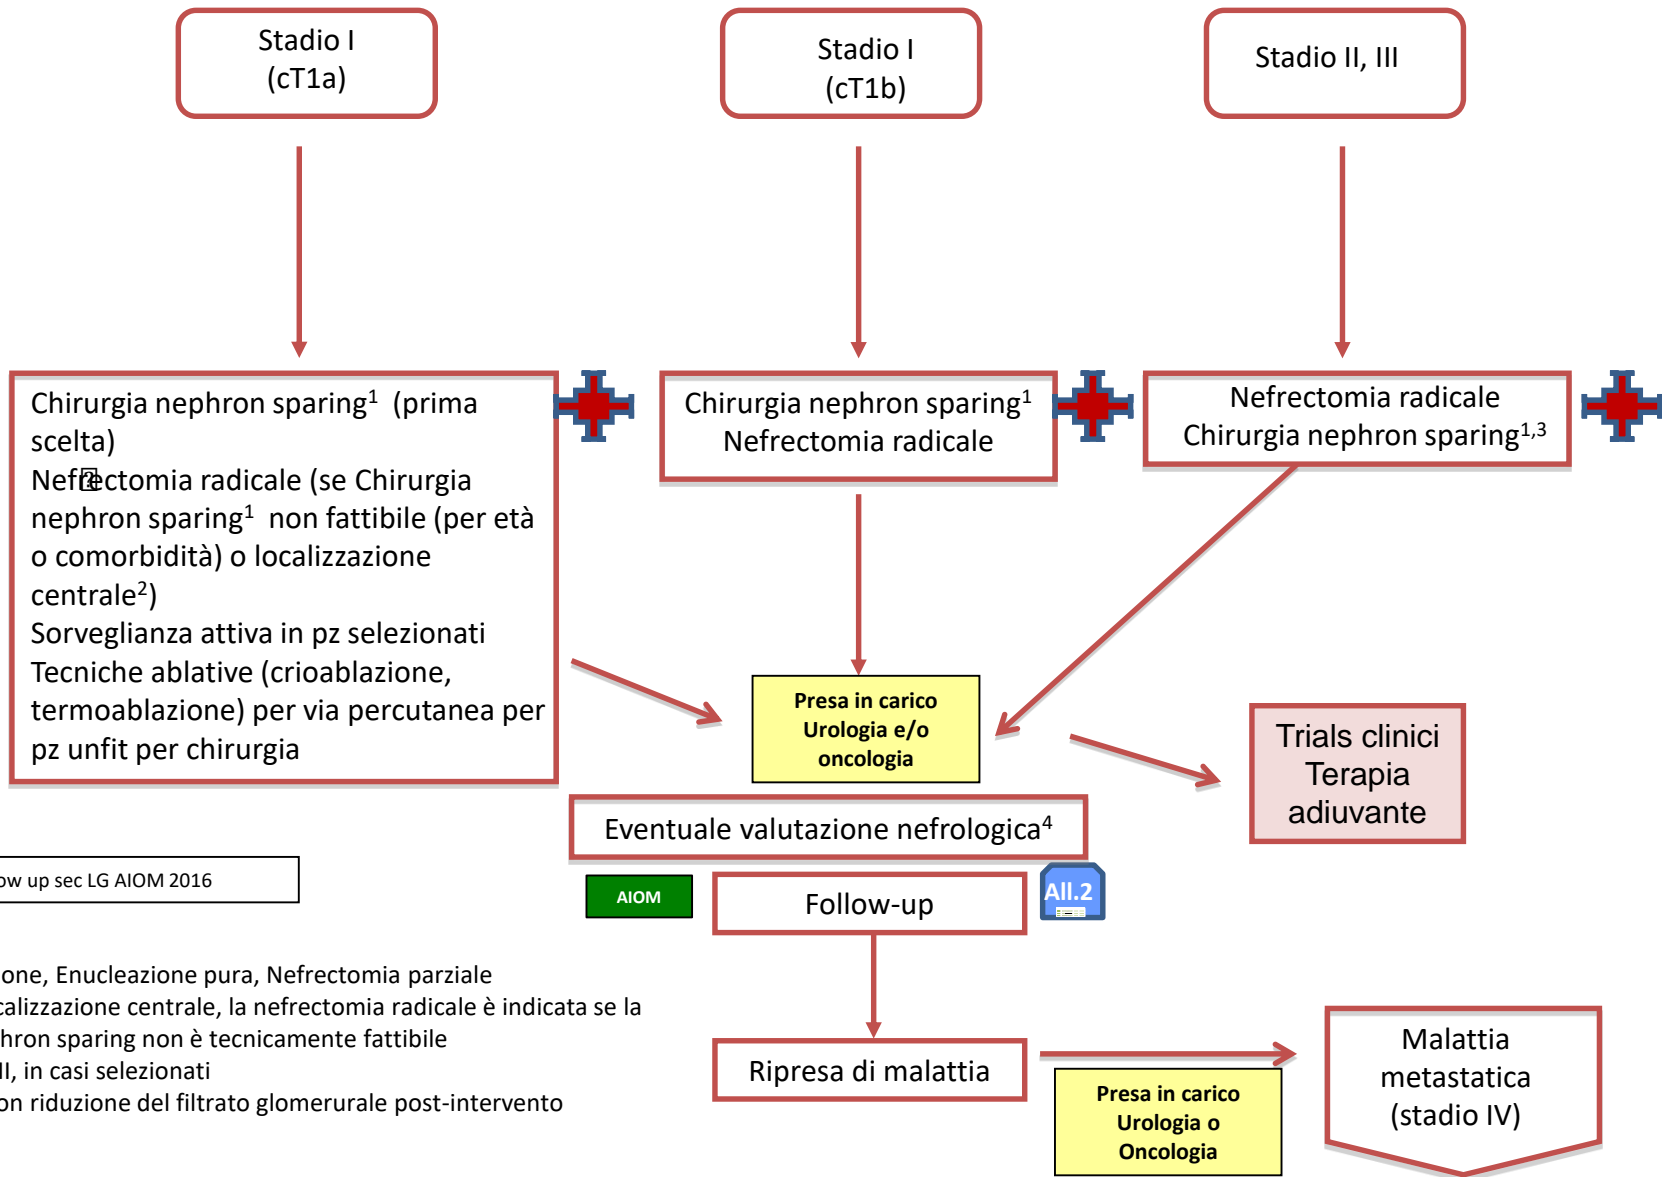 Stadio I
(cT1a)
Stadio I
(cT1b)
Stadio II, III
Chirurgia nephron sparing1 (prima
scelta)
Nefrectomia radicale (se Chirurgia
nephron sparing1 non fattibile (per età
o comorbidità) o localizzazione
centrale2)
Sorveglianza attiva in pz selezionati
Tecniche ablative (crioablazione,
termoablazione) per via percutanea per
pz unfit per chirurgia
Chirurgia nephron sparing1
Nefrectomia radicale
Nefrectomia radicale
Chirurgia nephron sparing1,3
Presa in carico
Urologia e/o
oncologia
Trials clinici
Terapia
adiuvante
Eventuale valutazione nefrologica4
ow up sec LG AIOM 2016
AIOM
Follow-up
All.2
one, Enucleazione pura, Nefrectomia parziale
calizzazione centrale, la nefrectomia radicale è indicata se la
hron sparing non è tecnicamente fattibile
II, in casi selezionati
on riduzione del filtrato glomerurale post-intervento
Ripresa di malattia
Presa in carico
Urologia o
Oncologia
Malattia
metastatica
(stadio IV)